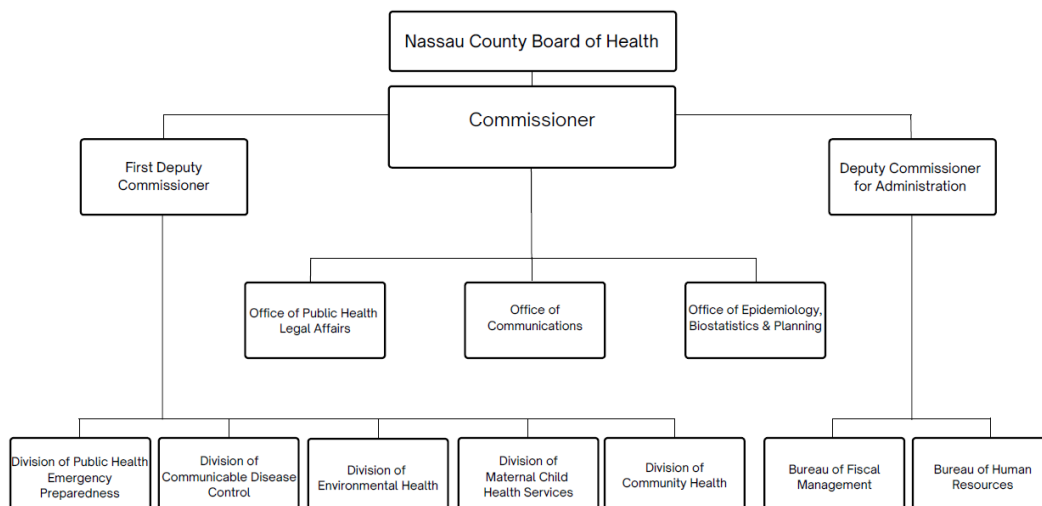 Nassau County Board of Health
Commissioner
First Deputy
Commissioner
Deputy Commissioner
for Administration
Office of Public Health
Legal Affairs
Office of
Communications
Office of Epidemiology,
Biostatistics & Planning
Division of Public Health
Emergency
Preparedness
Division of
Communicable Disease
Control
Division of
Environmental Health
Division of
Maternal Child
Health Services
Division of
Community Health
Bureau of Fiscal
Management
Bureau of Human
Resources